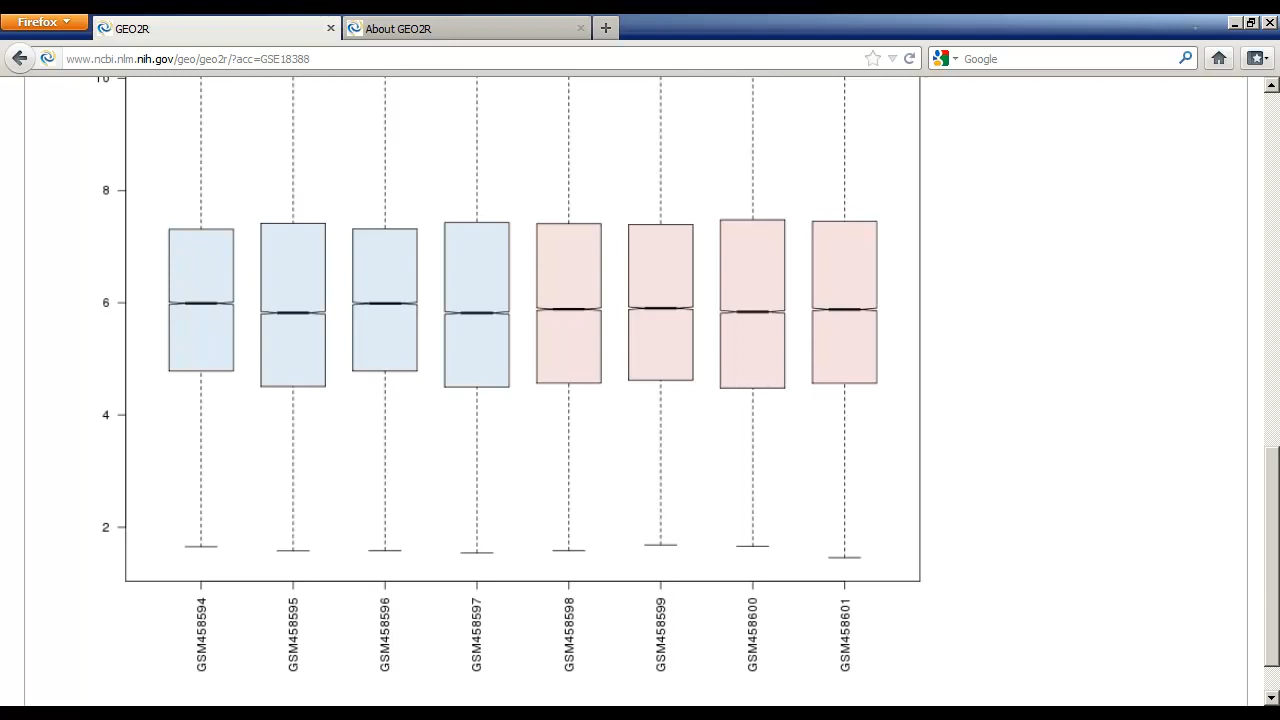 Firefox
GEO2R
About GEO2R
www.ncbi.nlm.nih.gov/geo/geo2r/?acc=GSE18388
Google
10
8
6
4
2
GSM458594
GSM458595
GSM458596
GSM458597
GSM458598
GSM458599
GSM458600
GSM458601